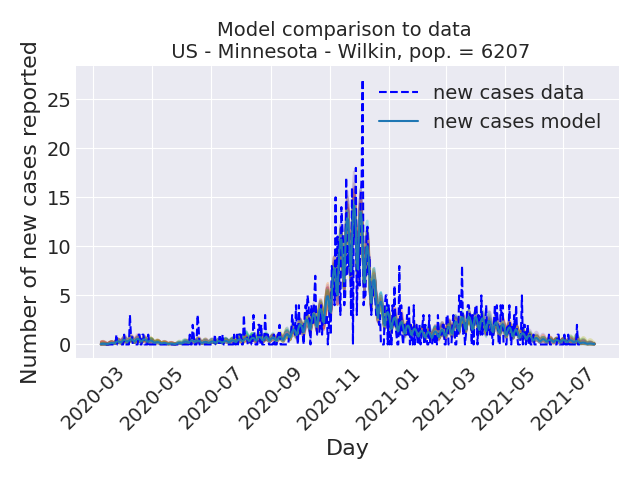 Model comparison to data
US - Minnesota - Wilkin, pop. = 6207
Number of new cases reported
25
20
15
10
5
0
new cases data
new cases model
2020-03
2020-05
2020-07
2020-09
2020-11
2021-01
2021-03
2021-05
2021-07
Day